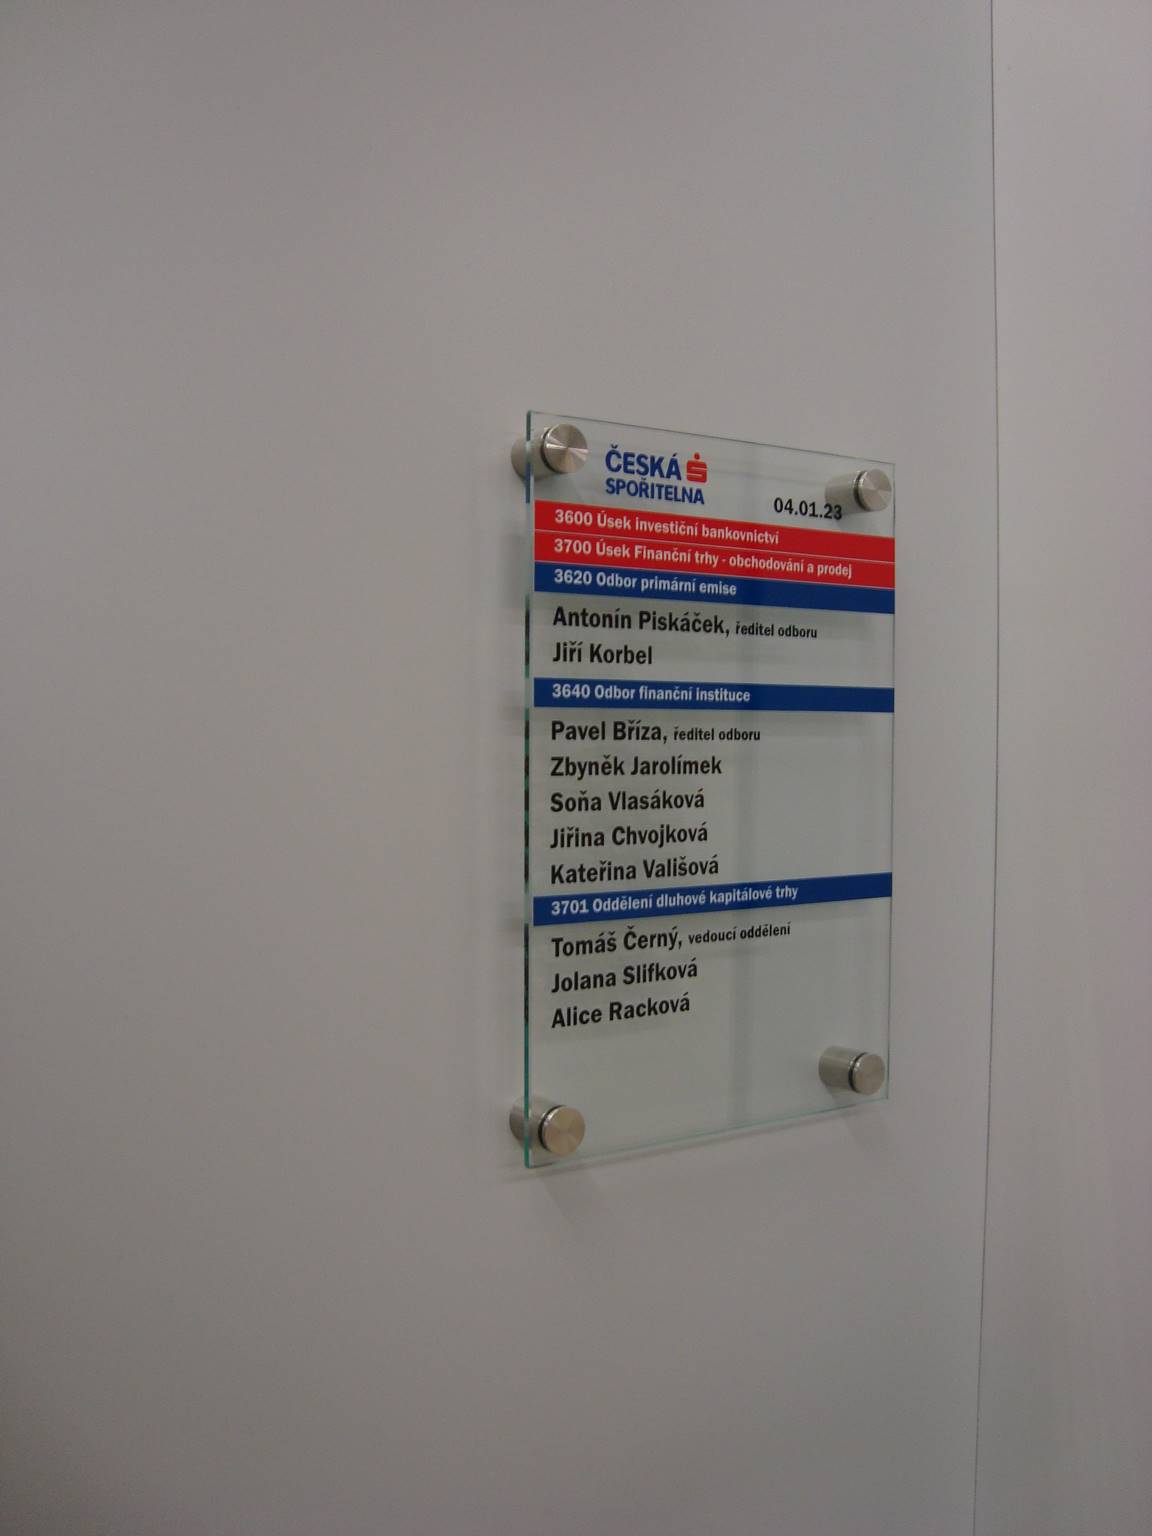 ČESKÁ
SPOŘITELNA
04.01.23
3600 Úsek investiční bankovnictví
3700 Úsek Finanční trhy - obchodování a prodej
3620 Odbor primární emise
Antonín Piskáček, ředitel odboru
Jiří Korbel
3640 Odbor finanční instituce
Pavel Bříza, ředitel odboru
Zbyněk Jarolímek
Soňa Vlasáková
Jiřina Chvojková
Kateřina Vališová
3701 Oddělení dluhové kapitálové trhy
Tomáš Černý, vedoucí oddělení
Jolana Slifková
Alice Racková